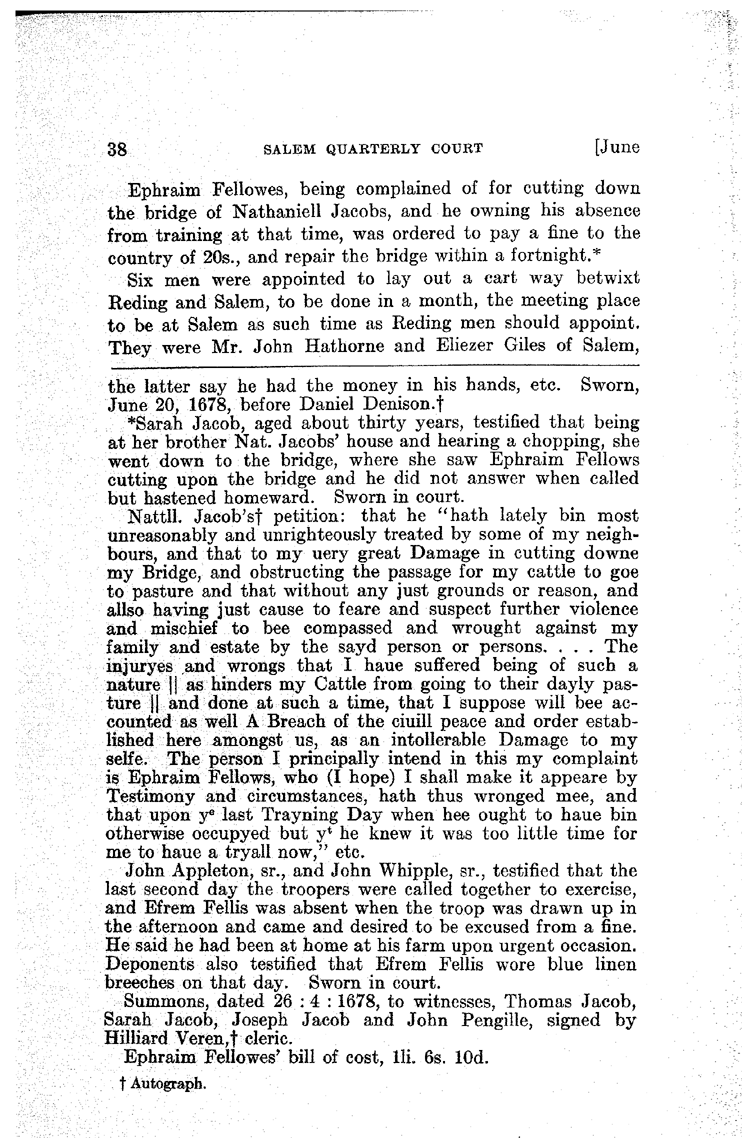 38 SALEM QUARTERLY COURT [June
Ephraim Fellowes, being complained of for cutting down
the bridge of Nathaniell Jacobs, and he owning his absence
from training at that time, was ordered to pay a fine to the
country of 20s., and repair the bridge within a fortnight.*
Six men were appointed to lay out a cart way betwixt
Reding and Salem, to be done in a month, the meeting place
to be at Salem as such time as Reding men should appoint.
They were Mr. John Hathorne and Eliezer Giles of Salem,
the latter say he had the money in his hands, etc. Sworn,
June 20, 1678, before Daniel Denison.†
*Sarah Jacob, aged about thirty years, testified that being
at her brother Nat. Jacobs' house and hearing a chopping, she
went down to the bridge, where she saw Ephraim Fellows
cutting upon the bridge and he did not answer when called
but hastened homeward. Sworn in court.
Nattll. Jacob's† petition: that he "hath lately bin most
unreasonably and unrighteously treated by some of my neigh-
bours, and that to my uery great Damage in cutting downe
my Bridge, and obstructing the passage for my cattle to goe
to pasture and that without any just grounds or reason, and
allso having just cause to feare and suspect further violence
and mischief to bee compassed and wrought against my
family and estate by the sayd person or persons. . . . The
injuryes and wrongs that I haue suffered being of such a
nature || as hinders my Cattle from going to their dayly pas-
ture || and done at such a time, that I suppose will bee ac-
counted as well A Breach of the ciuill peace and order estab-
lished here amongst us, as an intollerable Damage to my
selfe. The person I principally intend in this my complaint
is Ephraim Fellows, who (I hope) I shall make it appeare by
Testimony and circumstances, hath thus wronged mee, and
that upon yᵉ last Trayning Day when hee ought to haue bin
otherwise occupyed but yᵗ he knew it was too little time for
me to haue a tryall now," etc.
John Appleton, sr., and John Whipple, sr., testified that the
last second day the troopers were called together to exercise,
and Efrem Fellis was absent when the troop was drawn up in
the afternoon and came and desired to be excused from a fine.
He said he had been at home at his farm upon urgent occasion.
Deponents also testified that Efrem Fellis wore blue linen
breeches on that day. Sworn in court.
Summons, dated 26 : 4 : 1678, to witnesses, Thomas Jacob,
Sarah Jacob, Joseph Jacob and John Pengille, signed by
Hilliard Veren,† cleric.
Ephraim Fellowes' bill of cost, 1li. 6s. 10d.
† Autograph.